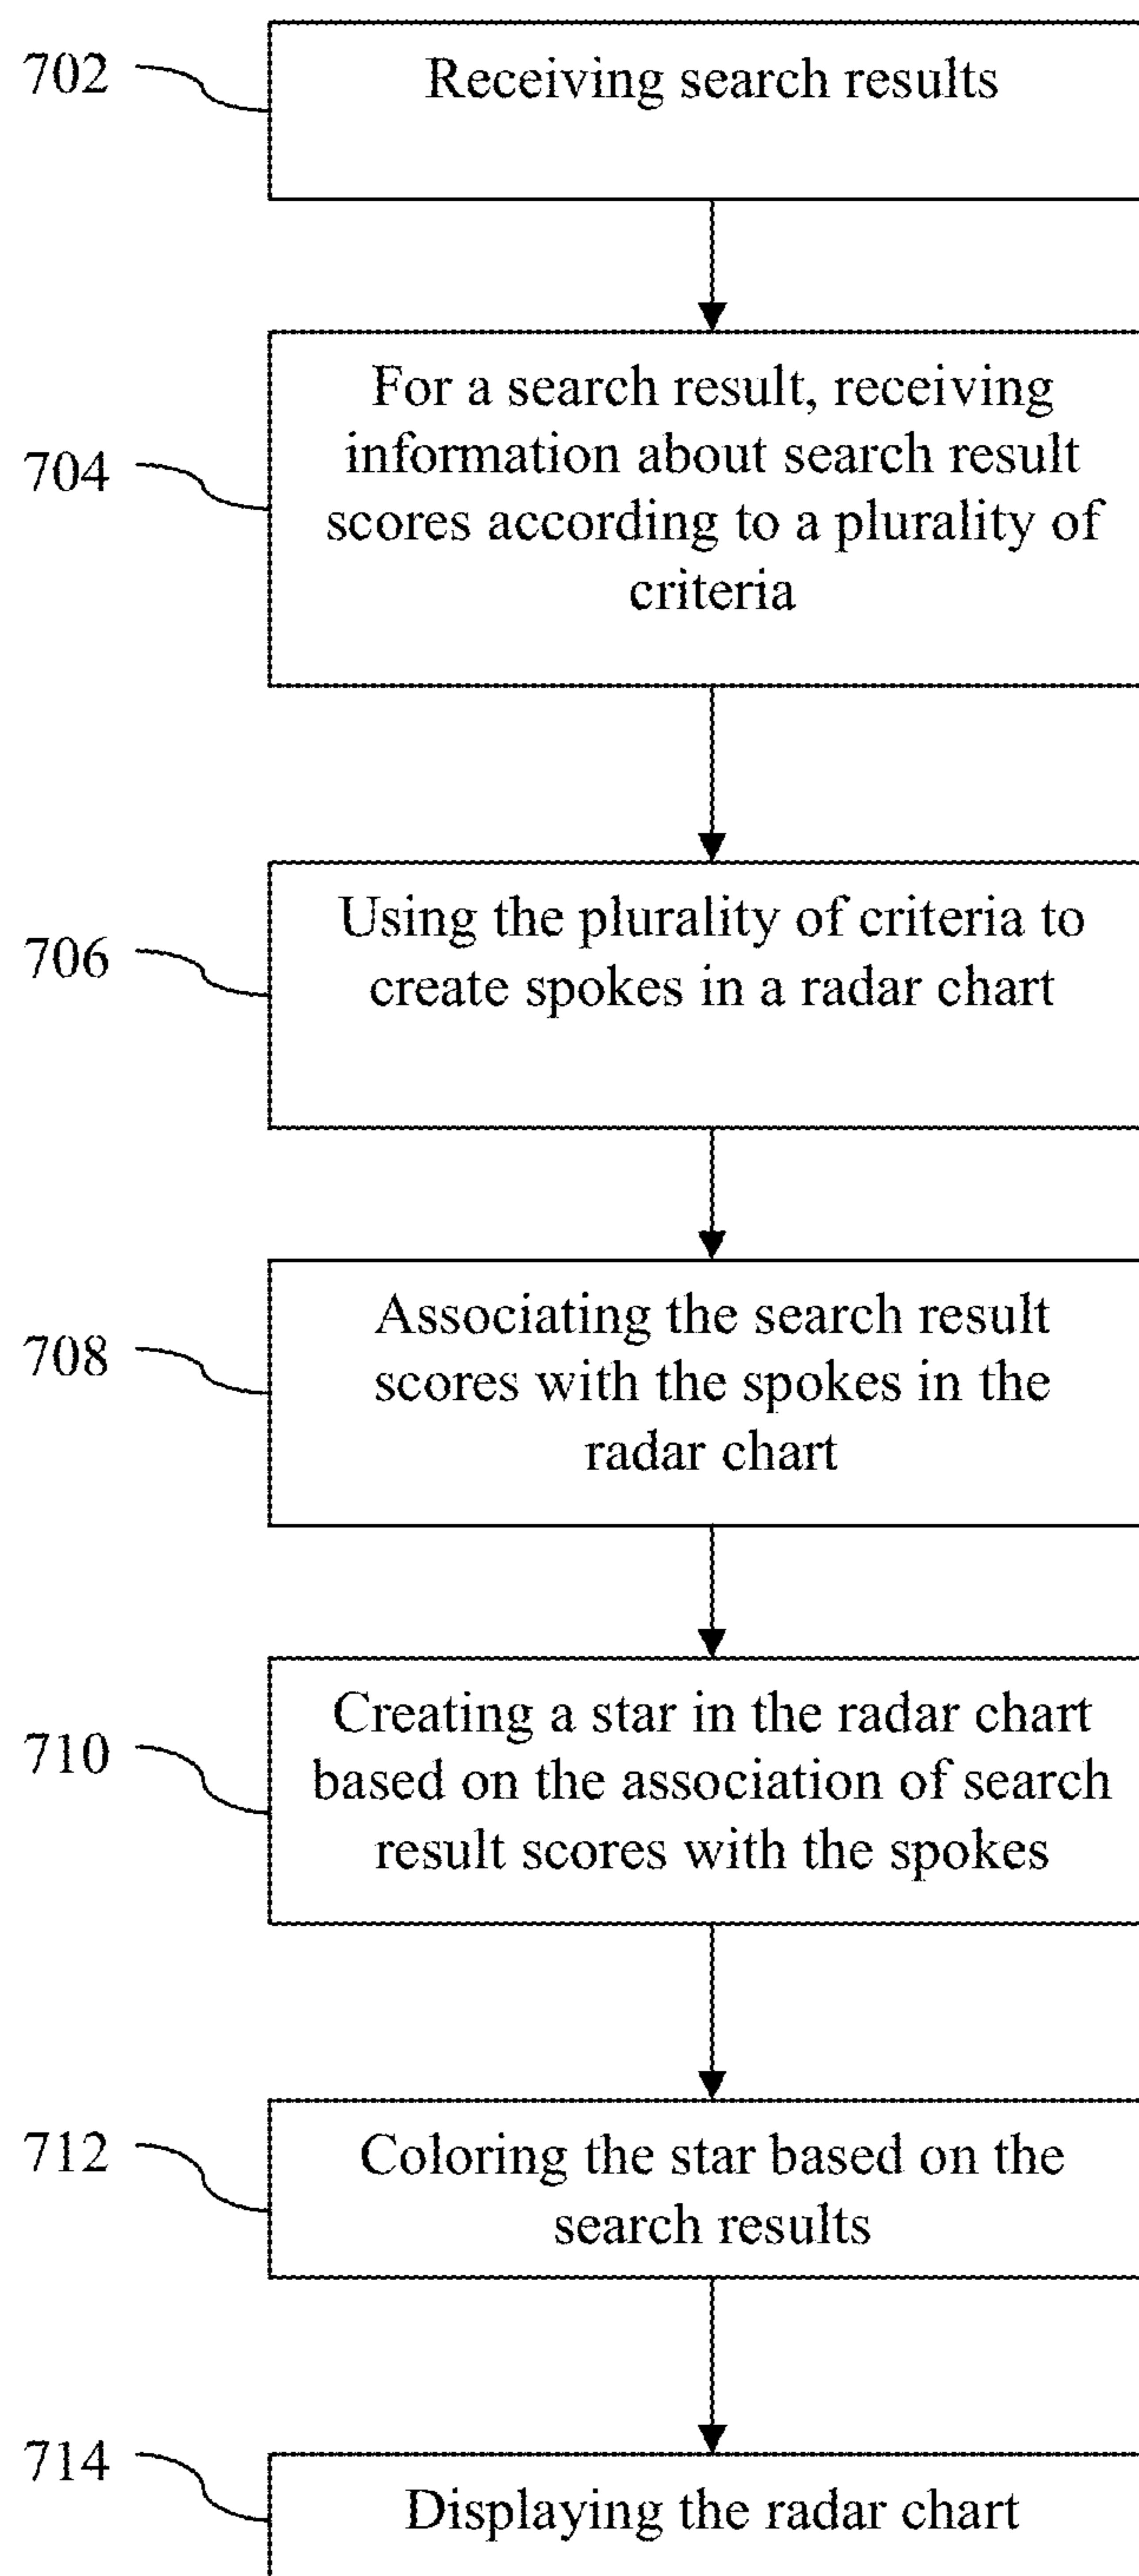 702
Receiving search results
704
For a search result, receiving
information about search result
scores according to a plurality of
criteria
706
Using the plurality of criteria to
create spokes in a radar chart
708
Associating the search result
scores with the spokes in the
radar chart
710
Creating a star in the radar chart
based on the association of search
result scores with the spokes
712
Coloring the star based on the
search results
714
Displaying the radar chart